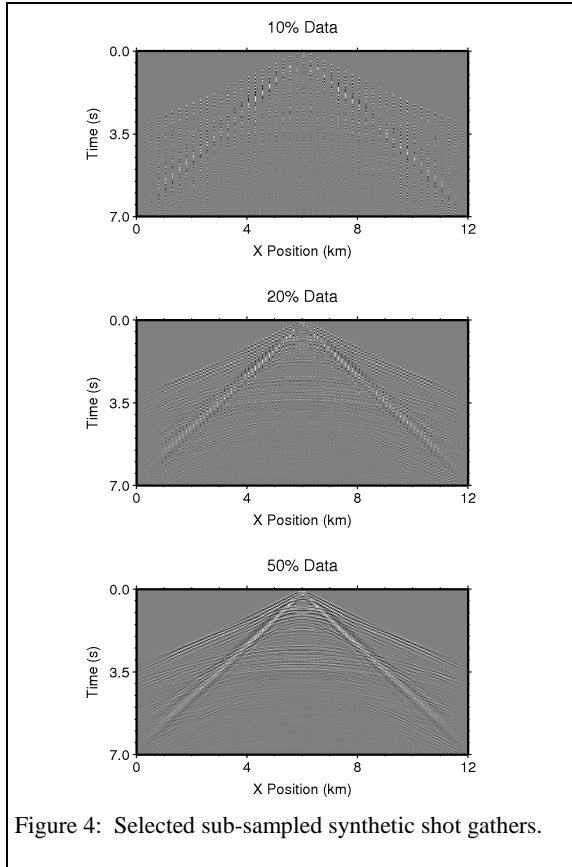 10% Data
0.0
3.5
7.0
Time (s)
0 4 8 12
X Position (km)
20% Data
0.0
3.5
7.0
Time (s)
0 4 8 12
X Position (km)
50% Data
0.0
3.5
7.0
Time (s)
0 4 8 12
X Position (km)
Figure 4: Selected sub-sampled synthetic shot gathers.